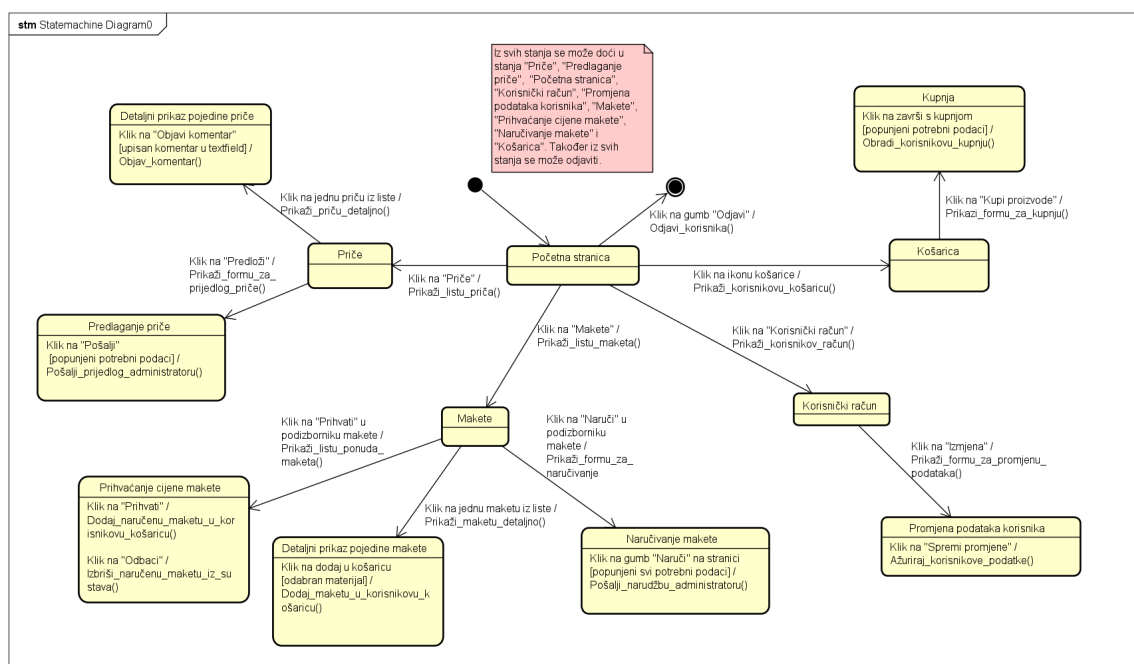 stm Statemachine Diagram0
Iz svih stanja se može doći u
stanja "Priče", "Predlaganje
priče", "Početna stranica",
"Korisnički račun", "Promjena
podataka korisnika", "Makete",
"Prihvaćanje cijene makete",
"Naručivanje makete" i
"Košarica". Također iz svih
stanja se može odjaviti.
Detaljni prikaz pojedine priče
Klik na "Objavi komentar"
[upisan komentar u textfield] /
Objav_komentar()
Kupnja
Klik na završi s kupnjom
[popunjeni potrebni podaci] /
Obradi_korisnikovu_kupnju()
Klik na jednu priču iz liste /
Prikaži_priču_detaljno()
Klik na gumb "Odjavi" /
Odjavi_korisnika()
Klik na "Kupi proizvode" /
Prikazi_formu_za_kupnju()
Priče
Početna stranica
Košarica
Klik na "Predloži" /
Prikaži_formu_za_
prijedlog_priče()
Klik na "Priče" /
Prikaži_listu_priča()
Klik na ikonu košarice /
Prikaži_korisnikovu_košaricu()
Predlaganje priče
Klik na "Pošalji"
[popunjeni potrebni podaci] /
Pošalji_prijedlog_administratoru()
Klik na "Makete" /
Prikaži_listu_maketa()
Klik na "Korisnički račun" /
Prikaži_korisnikov_račun()
Makete
Korisnički račun
Klik na "Prihvati" u
podizborniku makete /
Prikaži_listu_ponuda_
maketa()
Klik na "Naruči" u
podizborniku
makete /
Prikaži_formu_za_
naručivanje
Klik na "Izmjena" /
Prikaži_formu_za_promjenu_
podataka()
Prihvaćanje cijene makete
Klik na "Prihvati" /
Dodaj_naručenu_maketu_u_kor
isnikovu_košaricu()
Klik na "Odbaci" /
Izbriši_naručenu_maketu_iz_su
stava()
Klik na jednu maketu iz liste /
Prikaži_maketu_detaljno()
Detaljni prikaz pojedine makete
Klik na dodaj u košaricu
[odabran materijal] /
Dodaj_maketu_u_korisnikovu_k
ošaricu()
Naručivanje makete
Klik na gumb "Naruči" na stranici
[popunjeni svi potrebni podaci] /
Pošalji_narudžbu_administratoru()
Promjena podataka korisnika
Klik na "Spremi promjene" /
Ažuriraj_korisnikove_podatke()